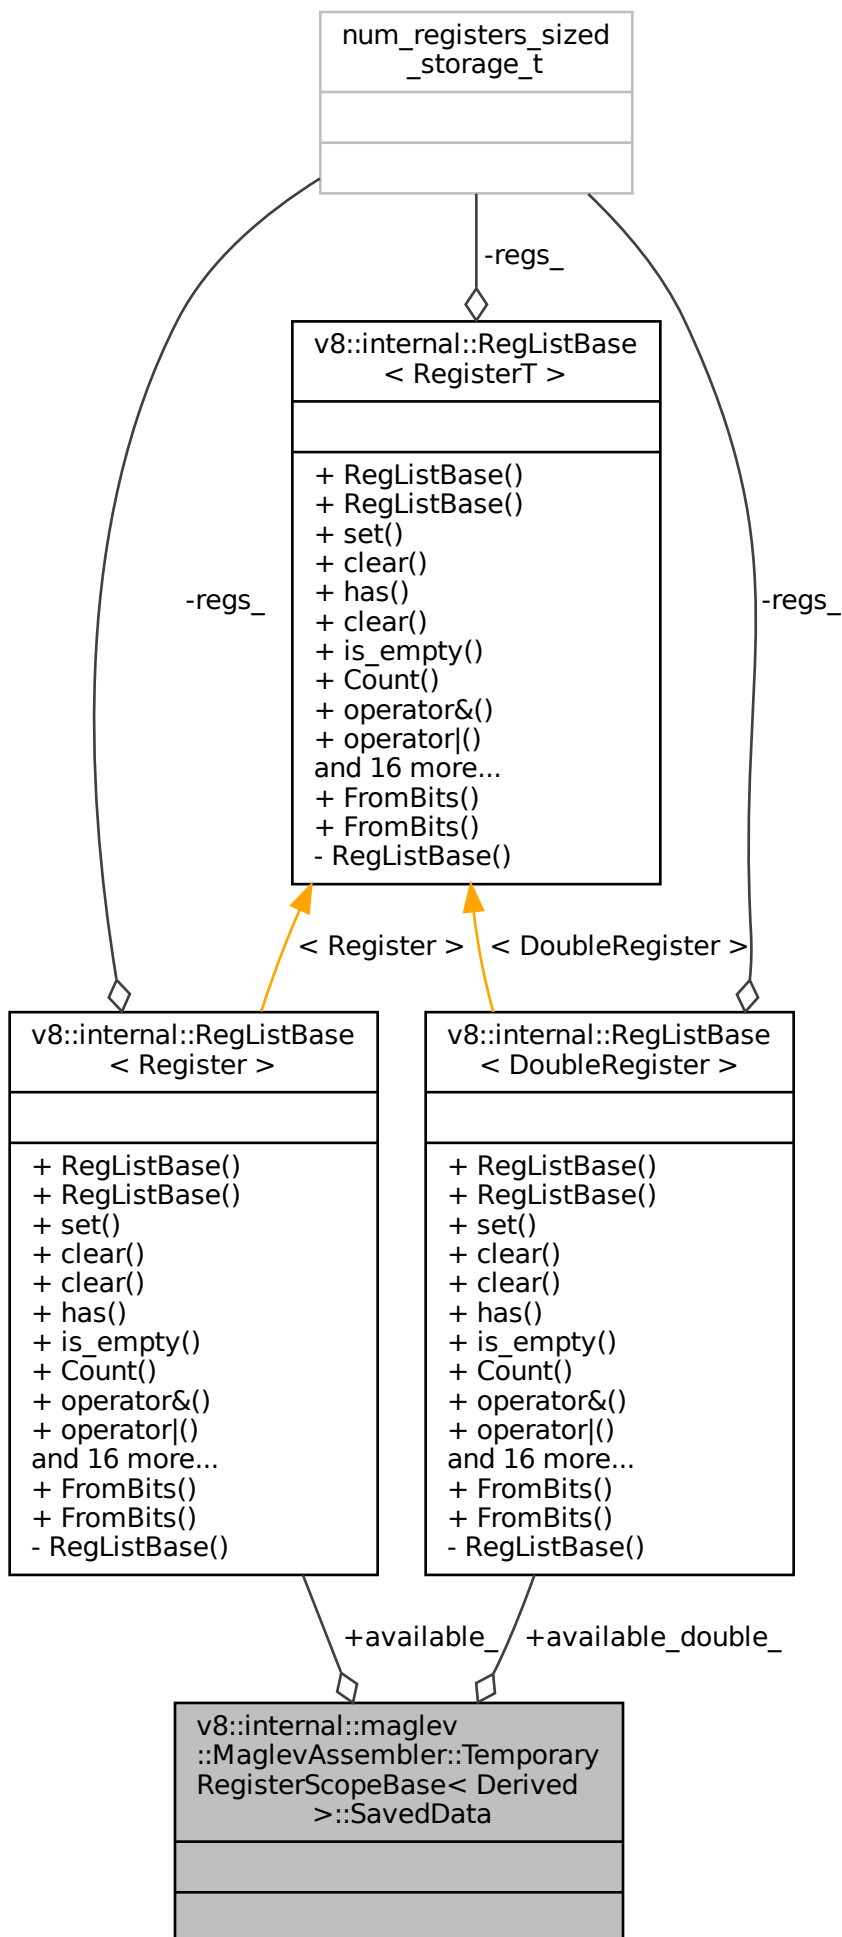 num_registers_sized
_storage_t
-regs_
v8::internal::RegListBase
< RegisterT >
+ RegListBase()
+ RegListBase()
+ set()
+ clear()
+ has()
+ clear()
+ is_empty()
+ Count()
+ operator&()
+ operator|()
and 16 more...
+ FromBits()
+ FromBits()
- RegListBase()
-regs_
-regs_
< Register >
< DoubleRegister >
v8::internal::RegListBase
< Register >
+ RegListBase()
+ RegListBase()
+ set()
+ clear()
+ clear()
+ has()
+ is_empty()
+ Count()
+ operator&()
+ operator|()
and 16 more...
+ FromBits()
+ FromBits()
- RegListBase()
v8::internal::RegListBase
< DoubleRegister >
+ RegListBase()
+ RegListBase()
+ set()
+ clear()
+ clear()
+ has()
+ is_empty()
+ Count()
+ operator&()
+ operator|()
and 16 more...
+ FromBits()
+ FromBits()
- RegListBase()
+available_
+available_double_
v8::internal::maglev
::MaglevAssembler::Temporary
RegisterScopeBase< Derived
>::SavedData